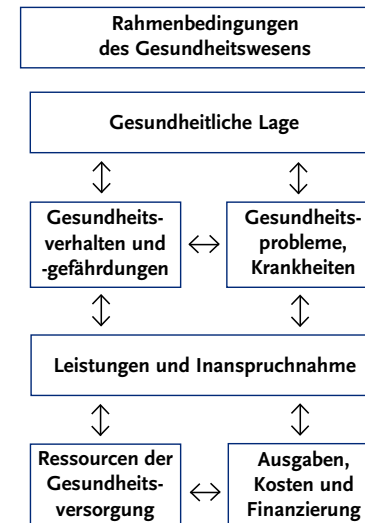 Rahmenbedingungen
des Gesundheitswesens
Gesundheitliche Lage
Gesundheits-
verhalten und
-gefährdungen
Gesundheits-
probleme,
Krankheiten
Leistungen und Inanspruchnahme
Ressourcen der
Gesundheits-
versorgung
Ausgaben,
Kosten und
Finanzierung